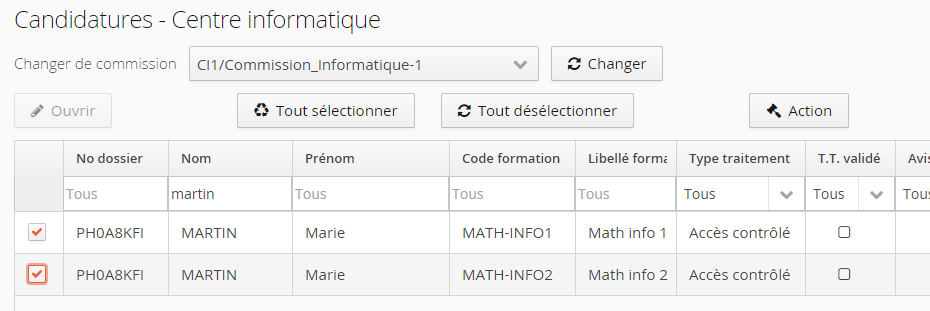 Candidatures - Centre informatique
Changer de commission CI1/Commission_Informatique-1 Changer
Ouvrir Tout sélectionner Tout désélectionner Action
No dossier Nom Prénom Code formation Libellé forma Type traitement T.T. validé Avis
Tous martin Tous Tous Tous Tous Tous Tous
PH0A8KFI MARTIN Marie MATH-INFO1 Math info 1 Accès contrôlé
PH0A8KFI MARTIN Marie MATH-INFO2 Math info 2 Accès contrôlé